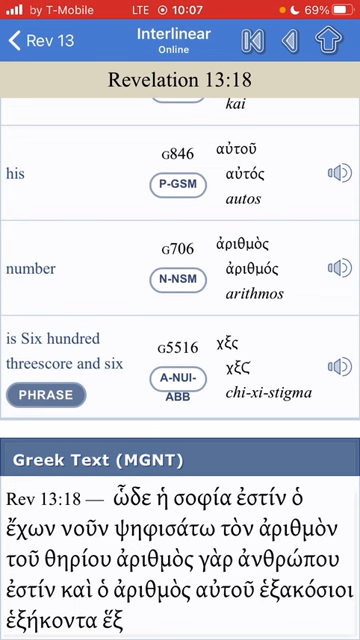 by T-Mobile LTE 10:07 69%
Rev 13 Interlinear
Online
Revelation 13:18
kai
his G846 αὐτοῦ
P-GSM αὐτός
autos
number G706 ἀριθμὸς
N-NSM ἀριθμός
arithmos
is Six hundred G5516 χξς
threescore and six A-NUI-ABB χξϚ
PHRASE chi-xi-stigma
Greek Text (MGNT)
Rev 13:18 — ὧδε ἡ σοφία ἐστίν ὁ
ἔχων νοῦν ψηφισάτω τὸν ἀριθμὸν
τοῦ θηρίου ἀριθμὸς γὰρ ἀνθρώπου
ἐστίν καὶ ὁ ἀριθμὸς αὐτοῦ ἑξακόσιοι
ἑξήκοντα ἕξ